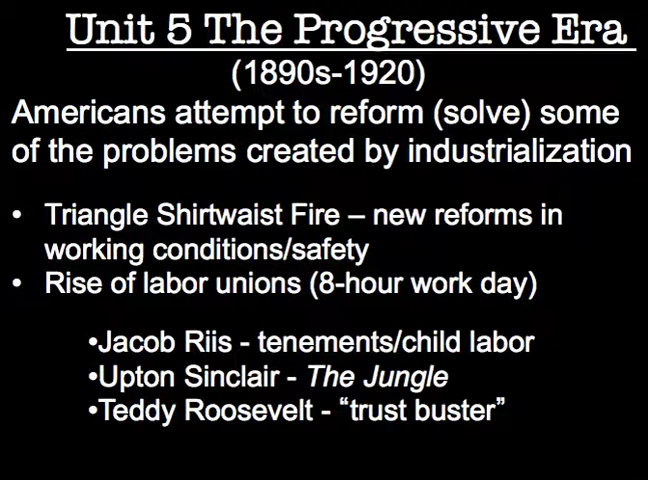 Unit 5 The Progressive Era
(1890s-1920)
Americans attempt to reform (solve) some
of the problems created by industrialization
• Triangle Shirtwaist Fire – new reforms in
working conditions/safety
• Rise of labor unions (8-hour work day)
•Jacob Riis - tenements/child labor
•Upton Sinclair - The Jungle
•Teddy Roosevelt - “trust buster”